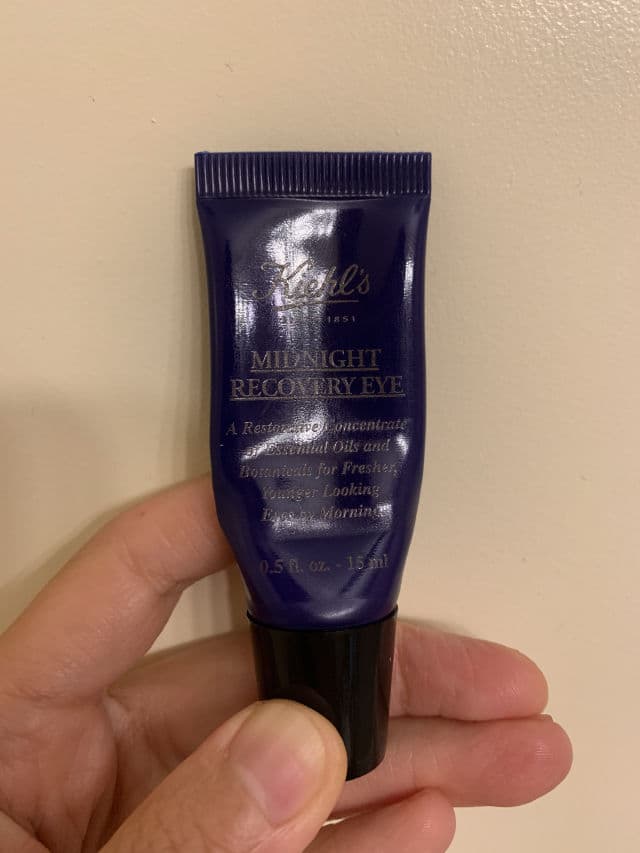 Kiehl's
1851
MIDNIGHT
RECOVERY EYE
A Restorative Concentrate
of Essential Oils and
Botanicals for Fresher,
Younger Looking
Eyes by Morning
0.5 fl. oz. - 15 ml